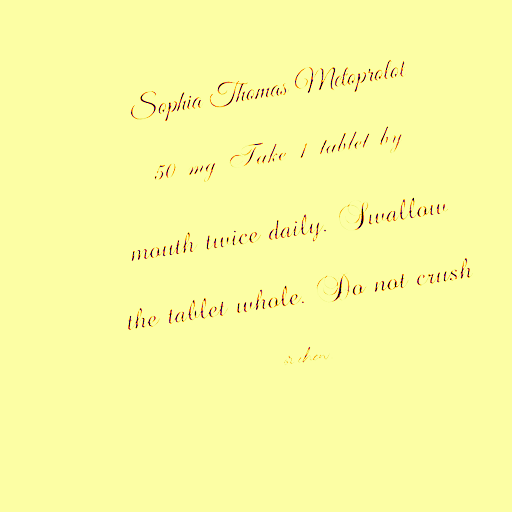 Sophia Thomas Metoprolol
50 mg Take 1 tablet by
mouth twice daily. Swallow
the tablet whole. Do not crush